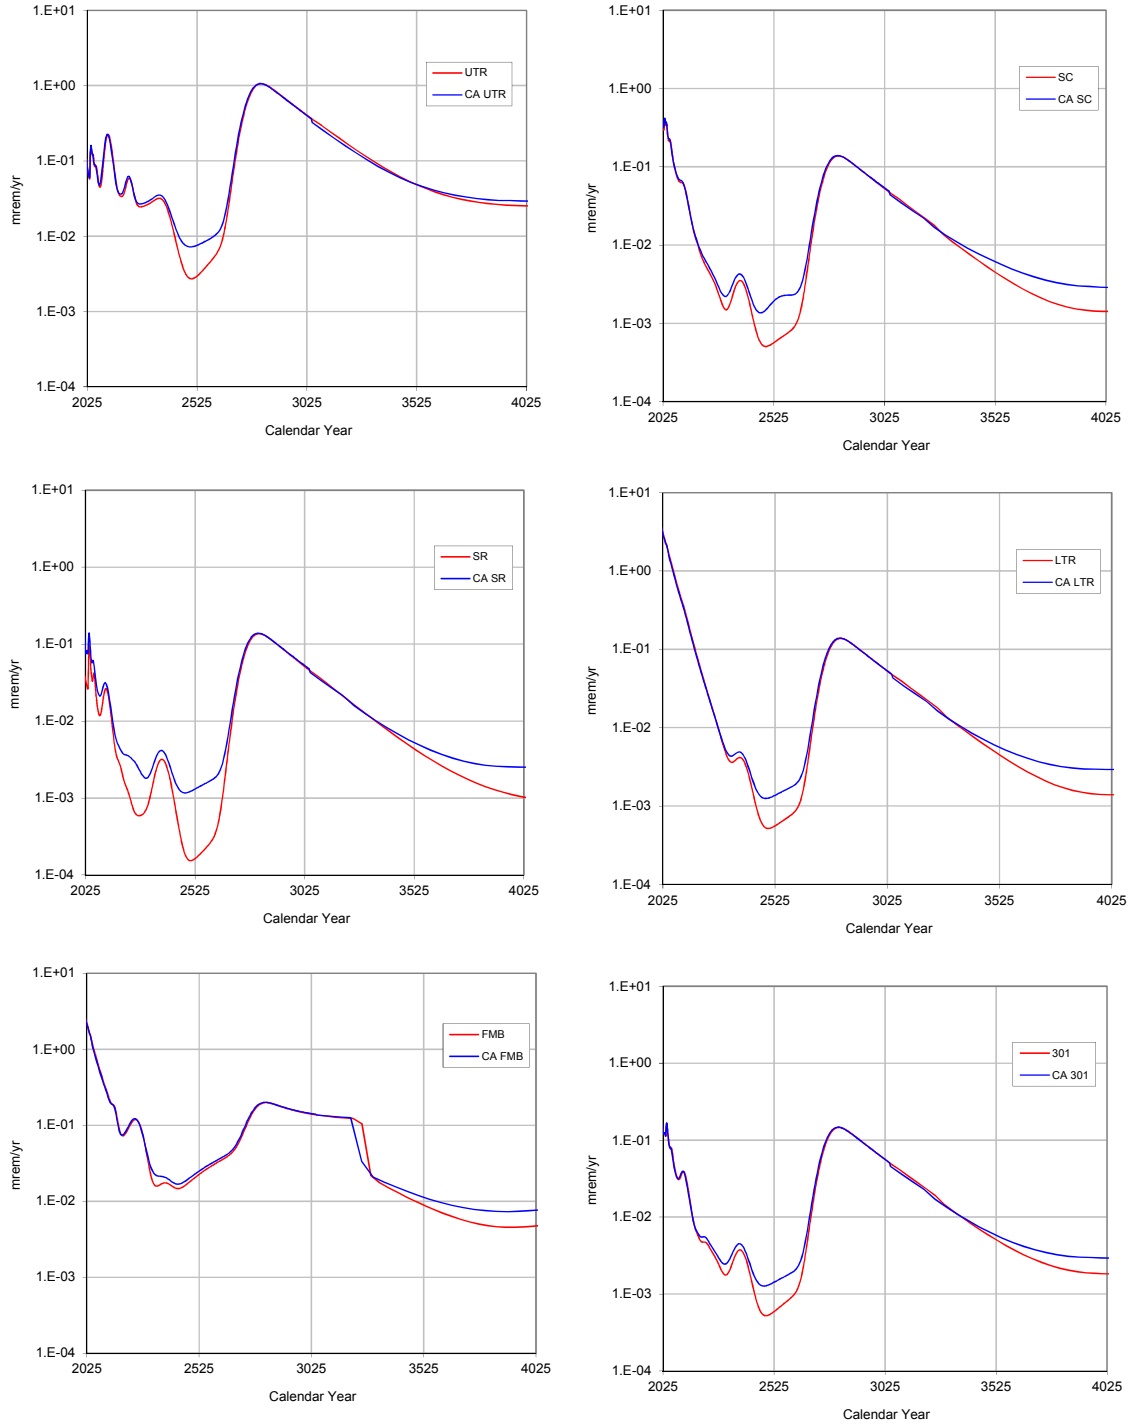 1.E+01
1.E+00
1.E-01
1.E-02
1.E-03
1.E-04
mrem/yr
2025 2525 3025 3525 4025
Calendar Year
UTR
CA UTR
1.E+01
1.E+00
1.E-01
1.E-02
1.E-03
1.E-04
mrem/yr
2025 2525 3025 3525 4025
Calendar Year
SC
CA SC
1.E+01
1.E+00
1.E-01
1.E-02
1.E-03
1.E-04
mrem/yr
2025 2525 3025 3525 4025
Calendar Year
SR
CA SR
1.E+01
1.E+00
1.E-01
1.E-02
1.E-03
1.E-04
mrem/yr
2025 2525 3025 3525 4025
Calendar Year
LTR
CA LTR
1.E+01
1.E+00
1.E-01
1.E-02
1.E-03
1.E-04
mrem/yr
2025 2525 3025 3525 4025
Calendar Year
FMB
CA FMB
1.E+01
1.E+00
1.E-01
1.E-02
1.E-03
1.E-04
mrem/yr
2025 2525 3025 3525 4025
Calendar Year
301
CA 301